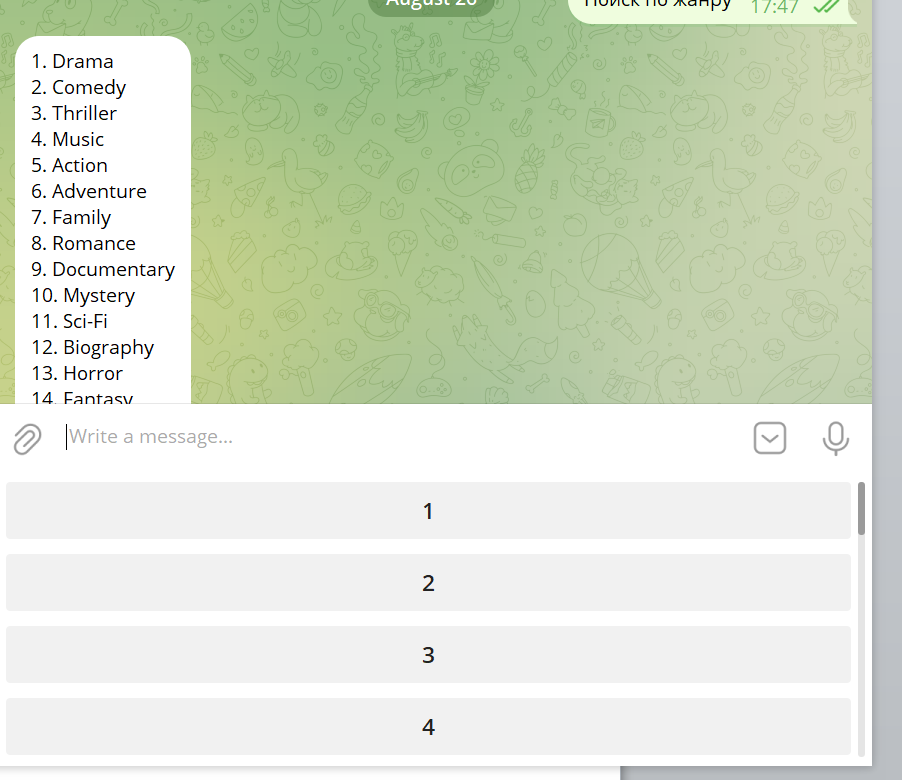 August 26
Поиск по жанру 17:47
1. Drama
2. Comedy
3. Thriller
4. Music
5. Action
6. Adventure
7. Family
8. Romance
9. Documentary
10. Mystery
11. Sci-Fi
12. Biography
13. Horror
14. Fantasy
Write a message...
1
2
3
4